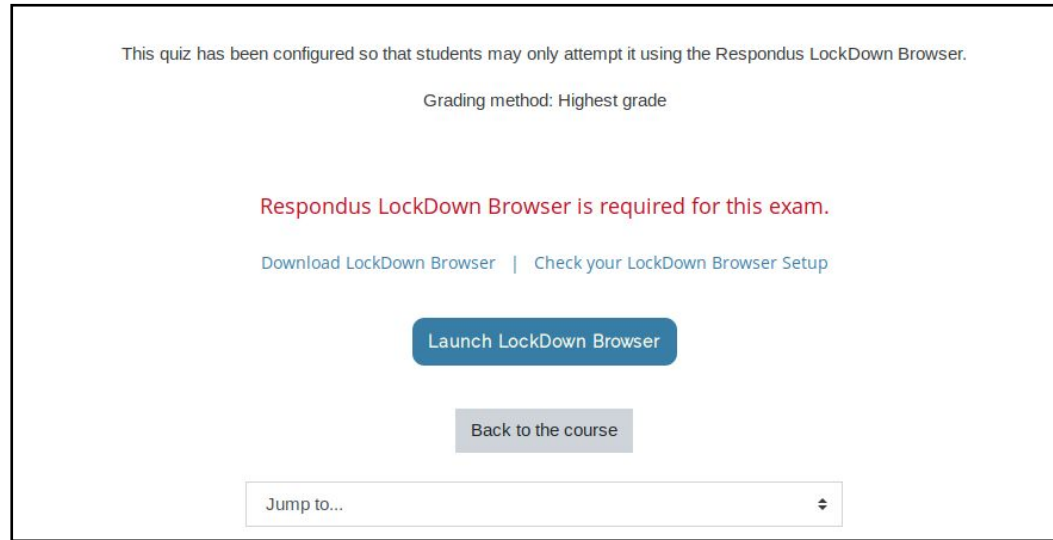 This quiz has been configured so that students may only attempt it using the Respondus LockDown Browser.
Grading method: Highest grade
Respondus LockDown Browser is required for this exam.
Download LockDown Browser | Check your LockDown Browser Setup
Launch LockDown Browser
Back to the course
Jump to...